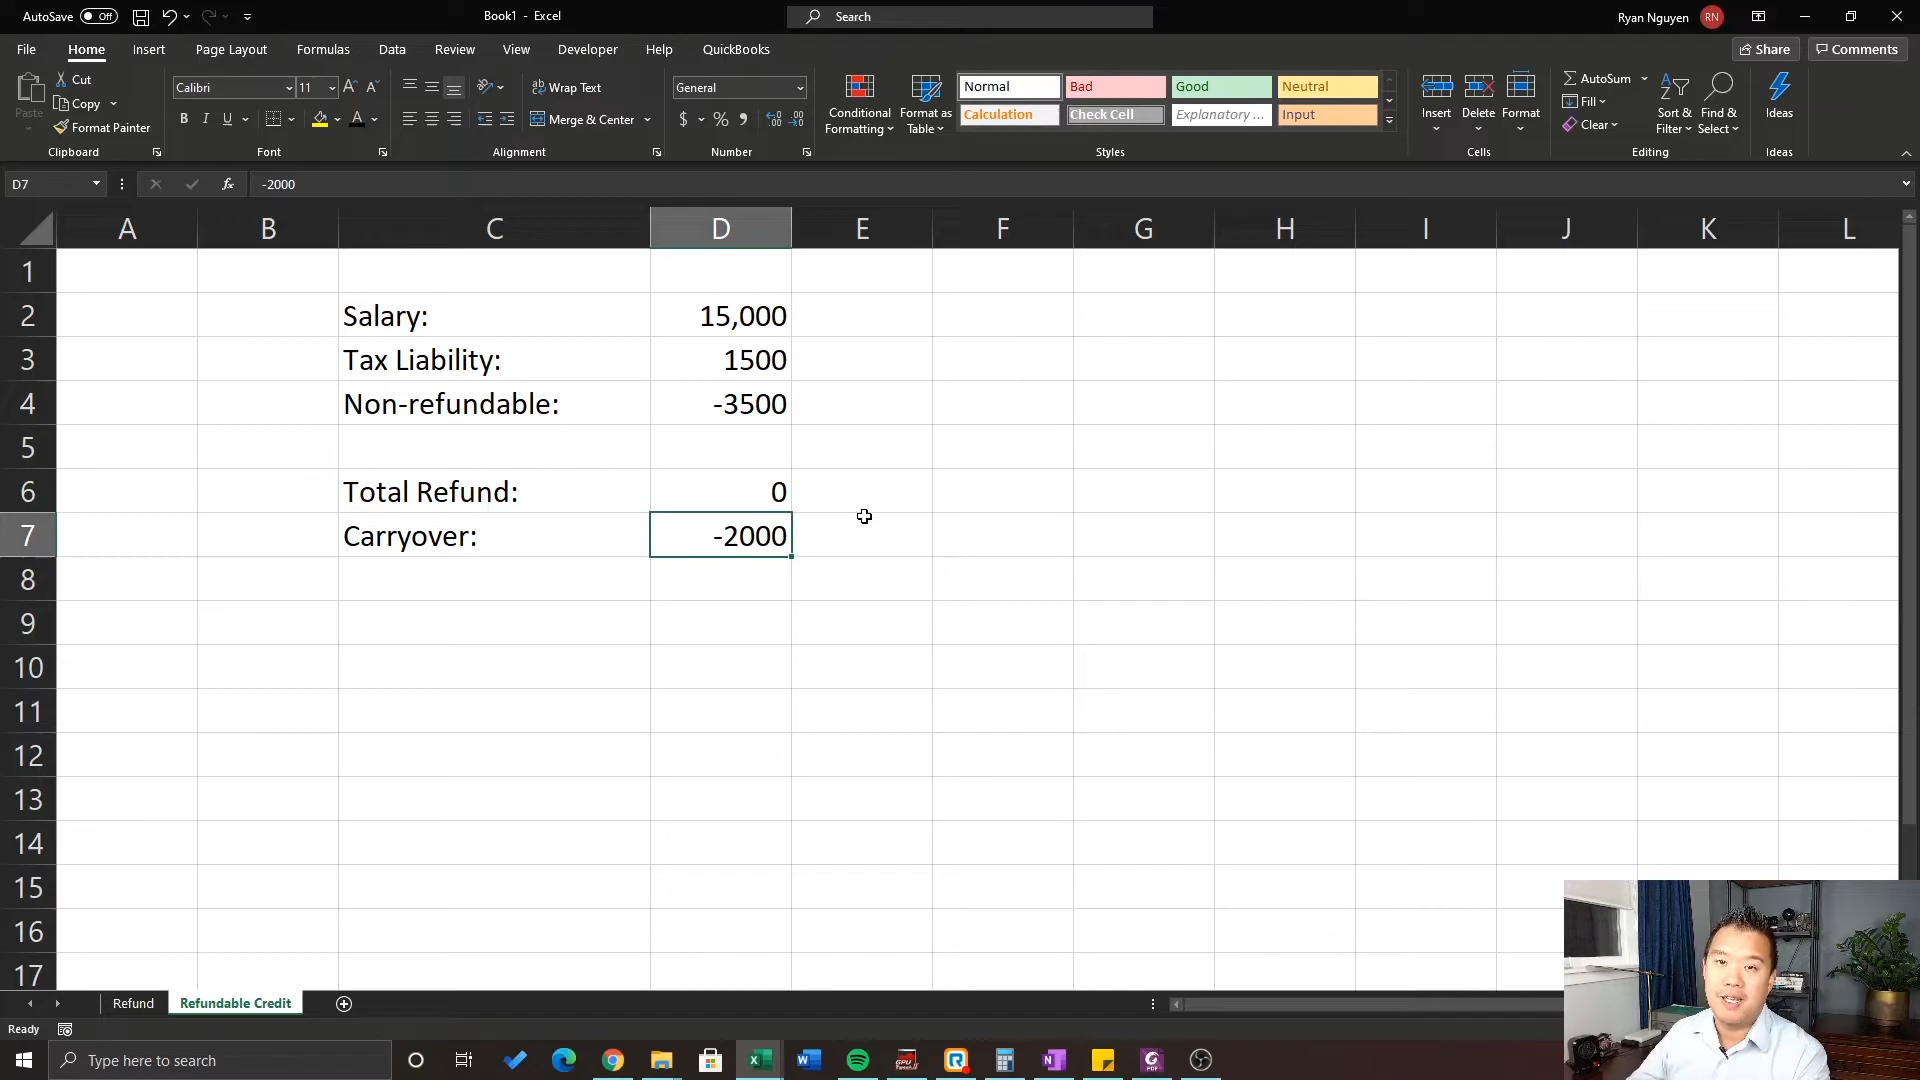 AutoSave Off Book1 - Excel Search Ryan Nguyen RN
File Home Insert Page Layout Formulas Data Review View Developer Help QuickBooks Share Comments
Paste Cut Copy Format Painter
Clipboard
Calibri 11
B I U
Font
Wrap Text
Merge & Center
Alignment
General
$ % ,
Number
Conditional Formatting
Format as Table
Normal Bad Good Neutral
Calculation Check Cell Explanatory ... Input
Styles
Insert Delete Format
Cells
AutoSum
Fill
Clear
Sort & Filter
Find & Select
Editing
Ideas
Ideas
D7 fx -2000
A B C D E F G H I J K L
1
2 Salary: 15,000
3 Tax Liability: 1500
4 Non-refundable: -3500
5
6 Total Refund: 0
7 Carryover: -2000
8
9
10
11
12
13
14
15
16
17
Refund Refundable Credit
Ready
Type here to search